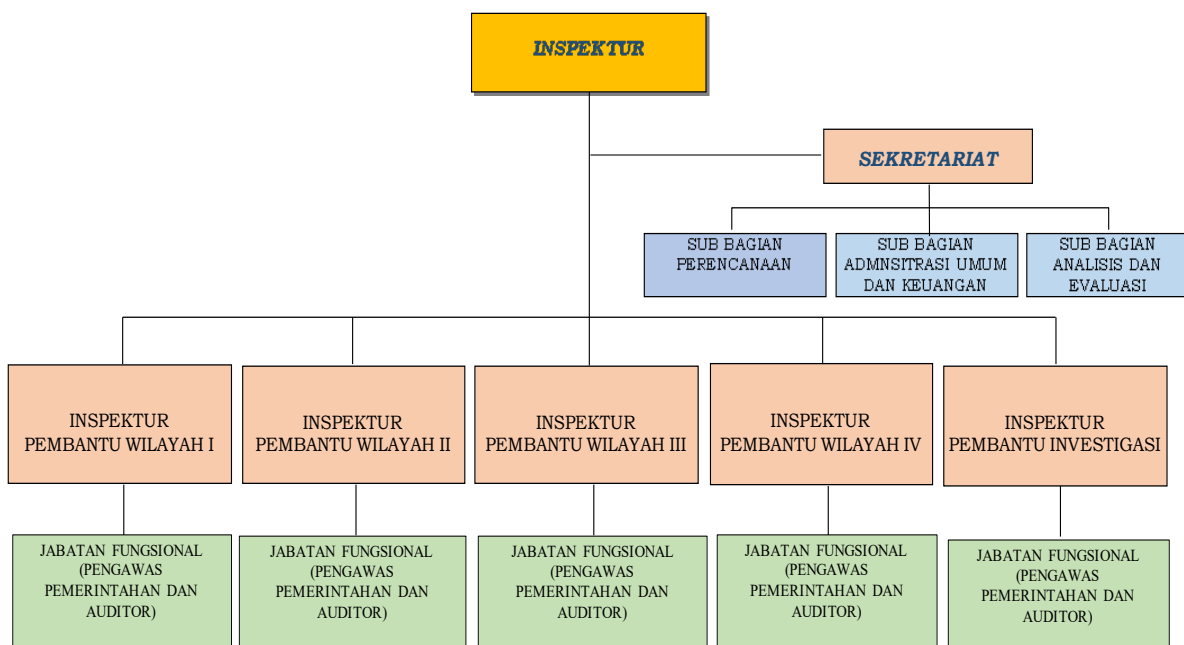 INSPEKTUR
SEKRETARIAT
SUB BAGIAN
PERENCANAAN
SUB BAGIAN
ADMNSITRASI UMUM
DAN KEUANGAN
SUB BAGIAN
ANALISIS DAN
EVALUASI
INSPEKTUR
PEMBANTU WILAYAH I
INSPEKTUR
PEMBANTU WILAYAH II
INSPEKTUR
PEMBANTU WILAYAH III
INSPEKTUR
PEMBANTU WILAYAH IV
INSPEKTUR
PEMBANTU INVESTIGASI
JABATAN FUNGSIONAL
(PENGAWAS
PEMERINTAHAN DAN
AUDITOR)
JABATAN FUNGSIONAL
(PENGAWAS
PEMERINTAHAN DAN
AUDITOR)
JABATAN FUNGSIONAL
(PENGAWAS
PEMERINTAHAN DAN
AUDITOR)
JABATAN FUNGSIONAL
(PENGAWAS
PEMERINTAHAN DAN
AUDITOR)
JABATAN FUNGSIONAL
(PENGAWAS
PEMERINTAHAN DAN
AUDITOR)